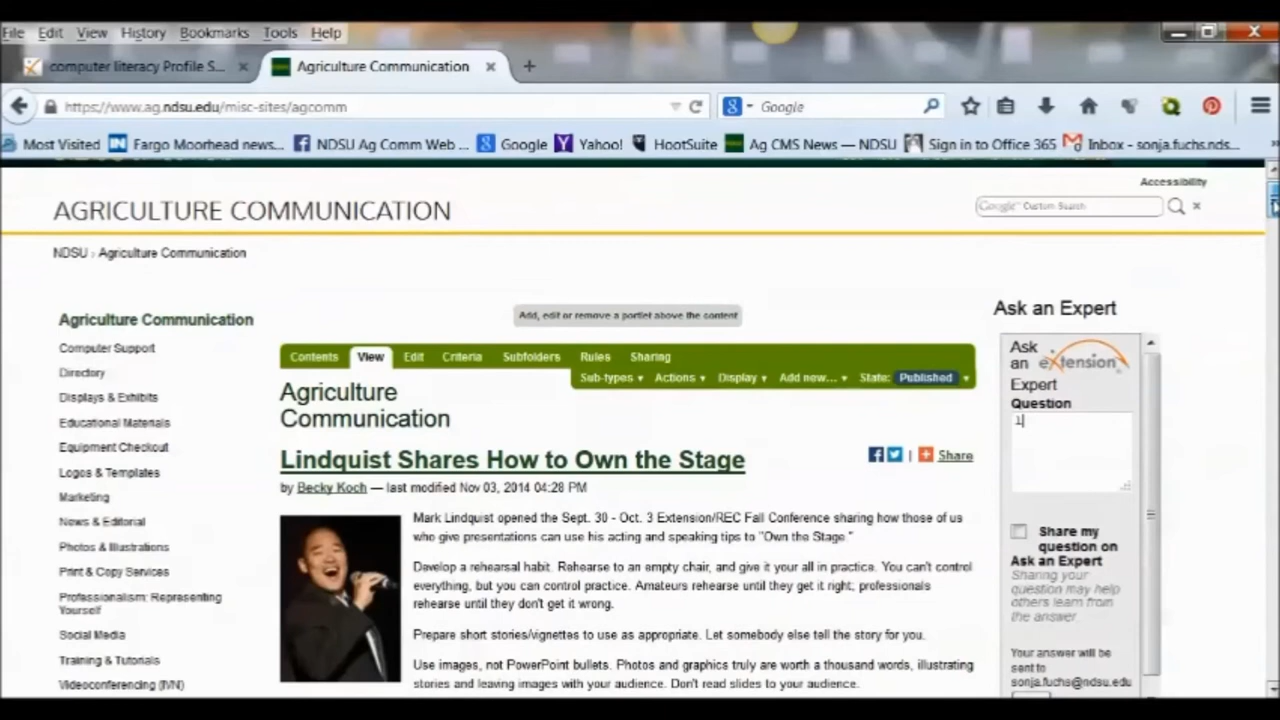 File Edit View History Bookmarks Tools Help
computer literacy Profile S... Agriculture Communication
https://www.ag.ndsu.edu/misc-sites/agcomm Google
Most Visited Fargo Moorhead news... NDSU Ag Comm Web ... Google Yahoo! HootSuite Ag CMS News — NDSU Sign in to Office 365 Inbox - sonja.fuchs.nds...
Accessibility
AGRICULTURE COMMUNICATION
Google Custom Search
NDSU › Agriculture Communication
Agriculture Communication
Computer Support
Directory
Displays & Exhibits
Educational Materials
Equipment Checkout
Logos & Templates
Marketing
News & Editorial
Photos & Illustrations
Print & Copy Services
Professionalism: Representing
Yourself
Social Media
Training & Tutorials
Videoconferencing (IVN)
Add, edit or remove a portlet above the content
Contents View Edit Criteria Subfolders Rules Sharing
Sub-types Actions Display Add new... State: Published
Agriculture
Communication
Lindquist Shares How to Own the Stage
Share
by Becky Koch — last modified Nov 03, 2014 04:28 PM
Mark Lindquist opened the Sept. 30 - Oct. 3 Extension/REC Fall Conference sharing how those of us
who give presentations can use his acting and speaking tips to "Own the Stage."
Develop a rehearsal habit. Rehearse to an empty chair, and give it your all in practice. You can't control
everything, but you can control practice. Amateurs rehearse until they get it right; professionals
rehearse until they don't get it wrong.
Prepare short stories/vignettes to use as appropriate. Let somebody else tell the story for you.
Use images, not PowerPoint bullets. Photos and graphics truly are worth a thousand words, illustrating
stories and leaving images with your audience. Don't read slides to your audience.
Ask an Expert
Ask
an eXtension
Expert
Question
Share my
question on
Ask an Expert
Sharing your
question may help
others learn from
the answer
Your answer will be
sent to
sonja.fuchs@ndsu.edu